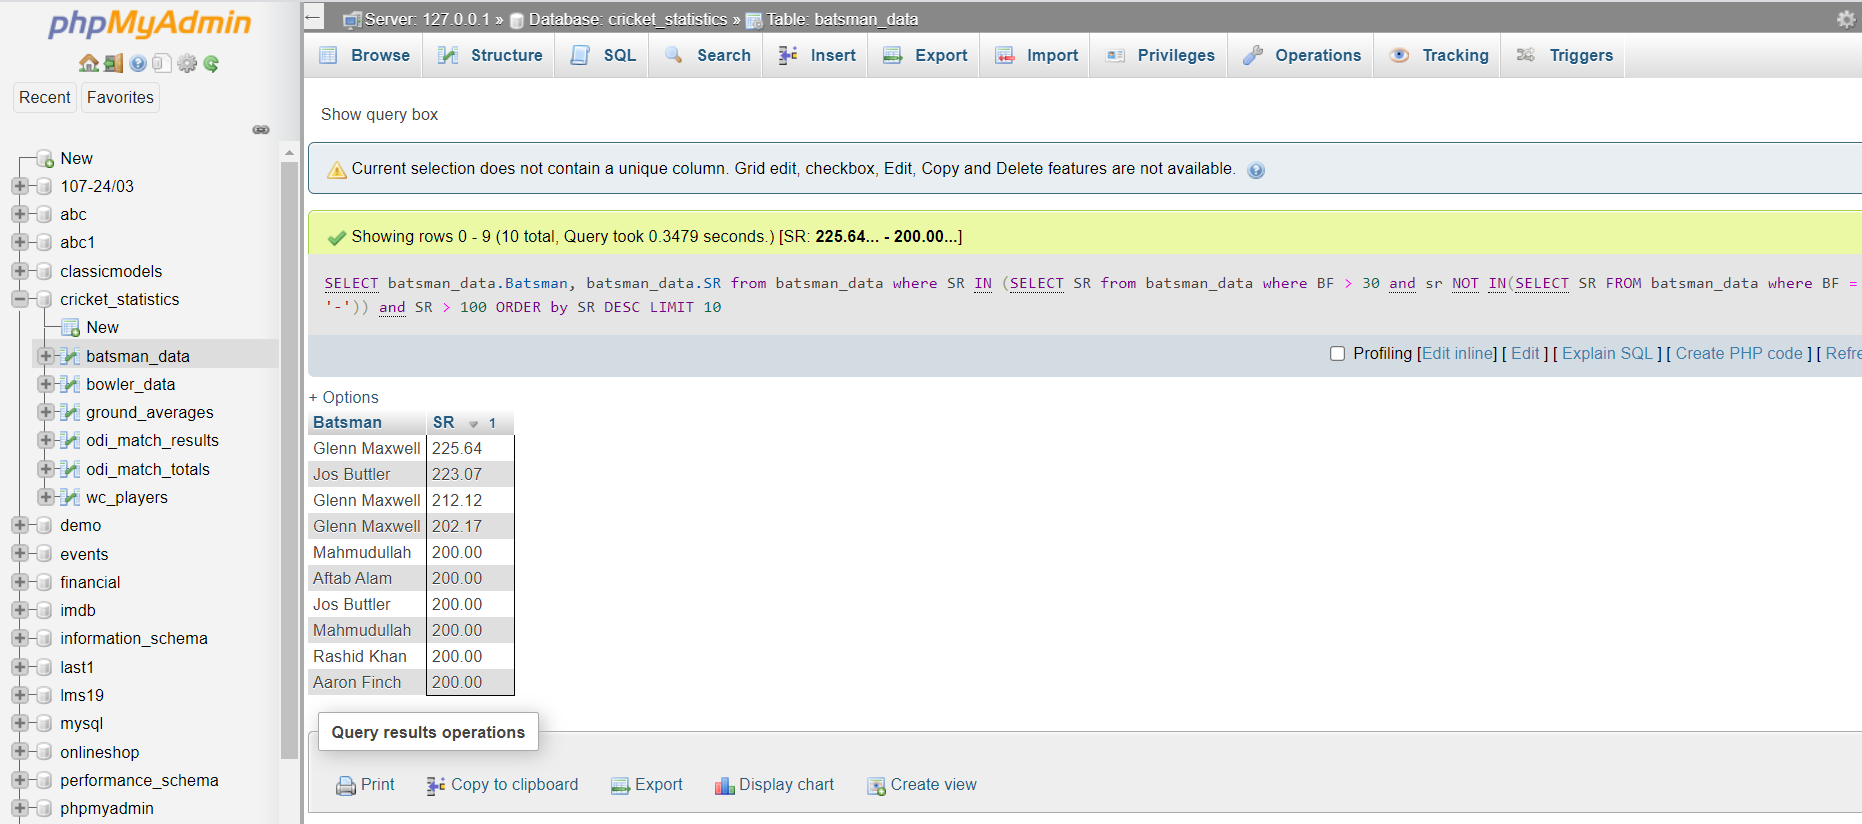 phpMyAdmin
Recent Favorites
New
107-24/03
abc
abc1
classicmodels
cricket_statistics
New
batsman_data
bowler_data
ground_averages
odi_match_results
odi_match_totals
wc_players
demo
events
financial
imdb
information_schema
last1
lms19
mysql
onlineshop
performance_schema
phpmyadmin
Server: 127.0.0.1 » Database: cricket_statistics » Table: batsman_data
Browse Structure SQL Search Insert Export Import Privileges Operations Tracking Triggers
Show query box
Current selection does not contain a unique column. Grid edit, checkbox, Edit, Copy and Delete features are not available.
Showing rows 0 - 9 (10 total, Query took 0.3479 seconds.) [SR: 225.64... - 200.00...]
SELECT batsman_data.Batsman, batsman_data.SR from batsman_data where SR IN (SELECT SR from batsman_data where BF > 30 and sr NOT IN(SELECT SR FROM batsman_data where BF =
'-')) and SR > 100 ORDER by SR DESC LIMIT 10
Profiling [Edit inline] [ Edit ] [ Explain SQL ] [ Create PHP code ] [ Refre
+ Options
Batsman SR 1
Glenn Maxwell 225.64
Jos Buttler 223.07
Glenn Maxwell 212.12
Glenn Maxwell 202.17
Mahmudullah 200.00
Aftab Alam 200.00
Jos Buttler 200.00
Mahmudullah 200.00
Rashid Khan 200.00
Aaron Finch 200.00
Query results operations
Print Copy to clipboard Export Display chart Create view